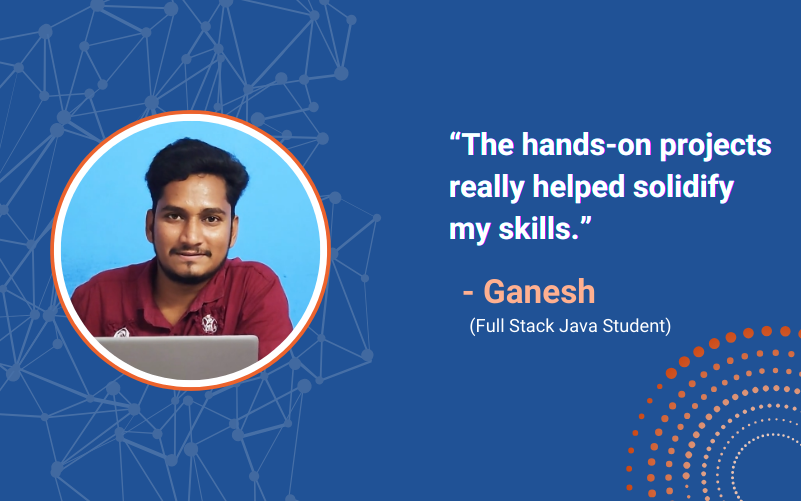 “The hands-on projects
really helped solidify
my skills.”
- Ganesh
(Full Stack Java Student)